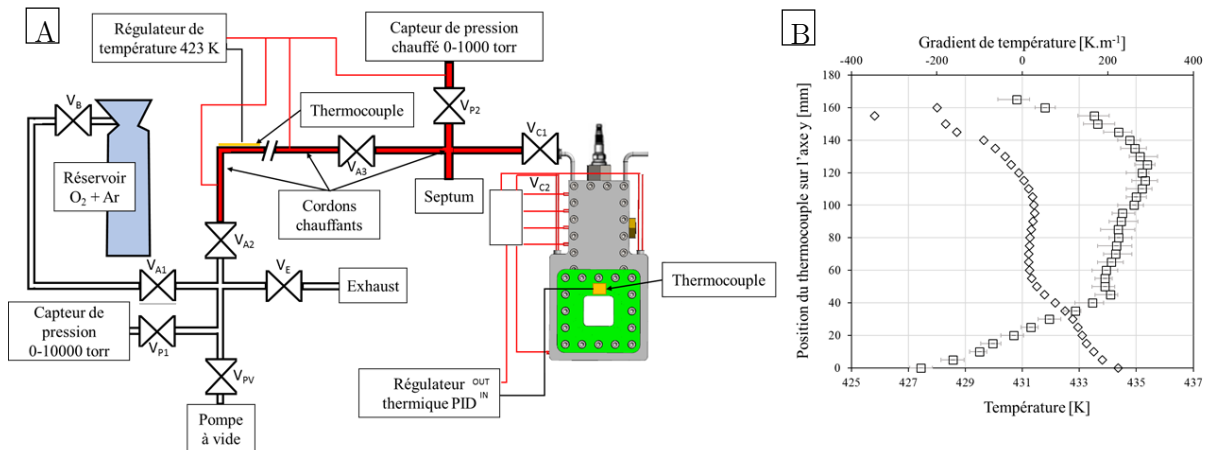 A
Régulateur de
température 423 K
Capteur de pression
chauffé 0-1000 torr
V_B
Thermocouple
V_P2
V_C1
V_A3
Réservoir
O₂ + Ar
Cordons
chauffants
Septum
V_C2
V_A2
V_A1
V_E
Exhaust
Thermocouple
Capteur de
pression
0-10000 torr
V_P1
V_PV
Régulateur
thermique PID
OUT
IN
Pompe
à vide
B
Gradient de température [K.m⁻¹]
-400 -200 0 200 400
Position du thermocouple sur l'axe y [mm]
180
160
140
120
100
80
60
40
20
0
425 427 429 431 433 435 437
Température [K]